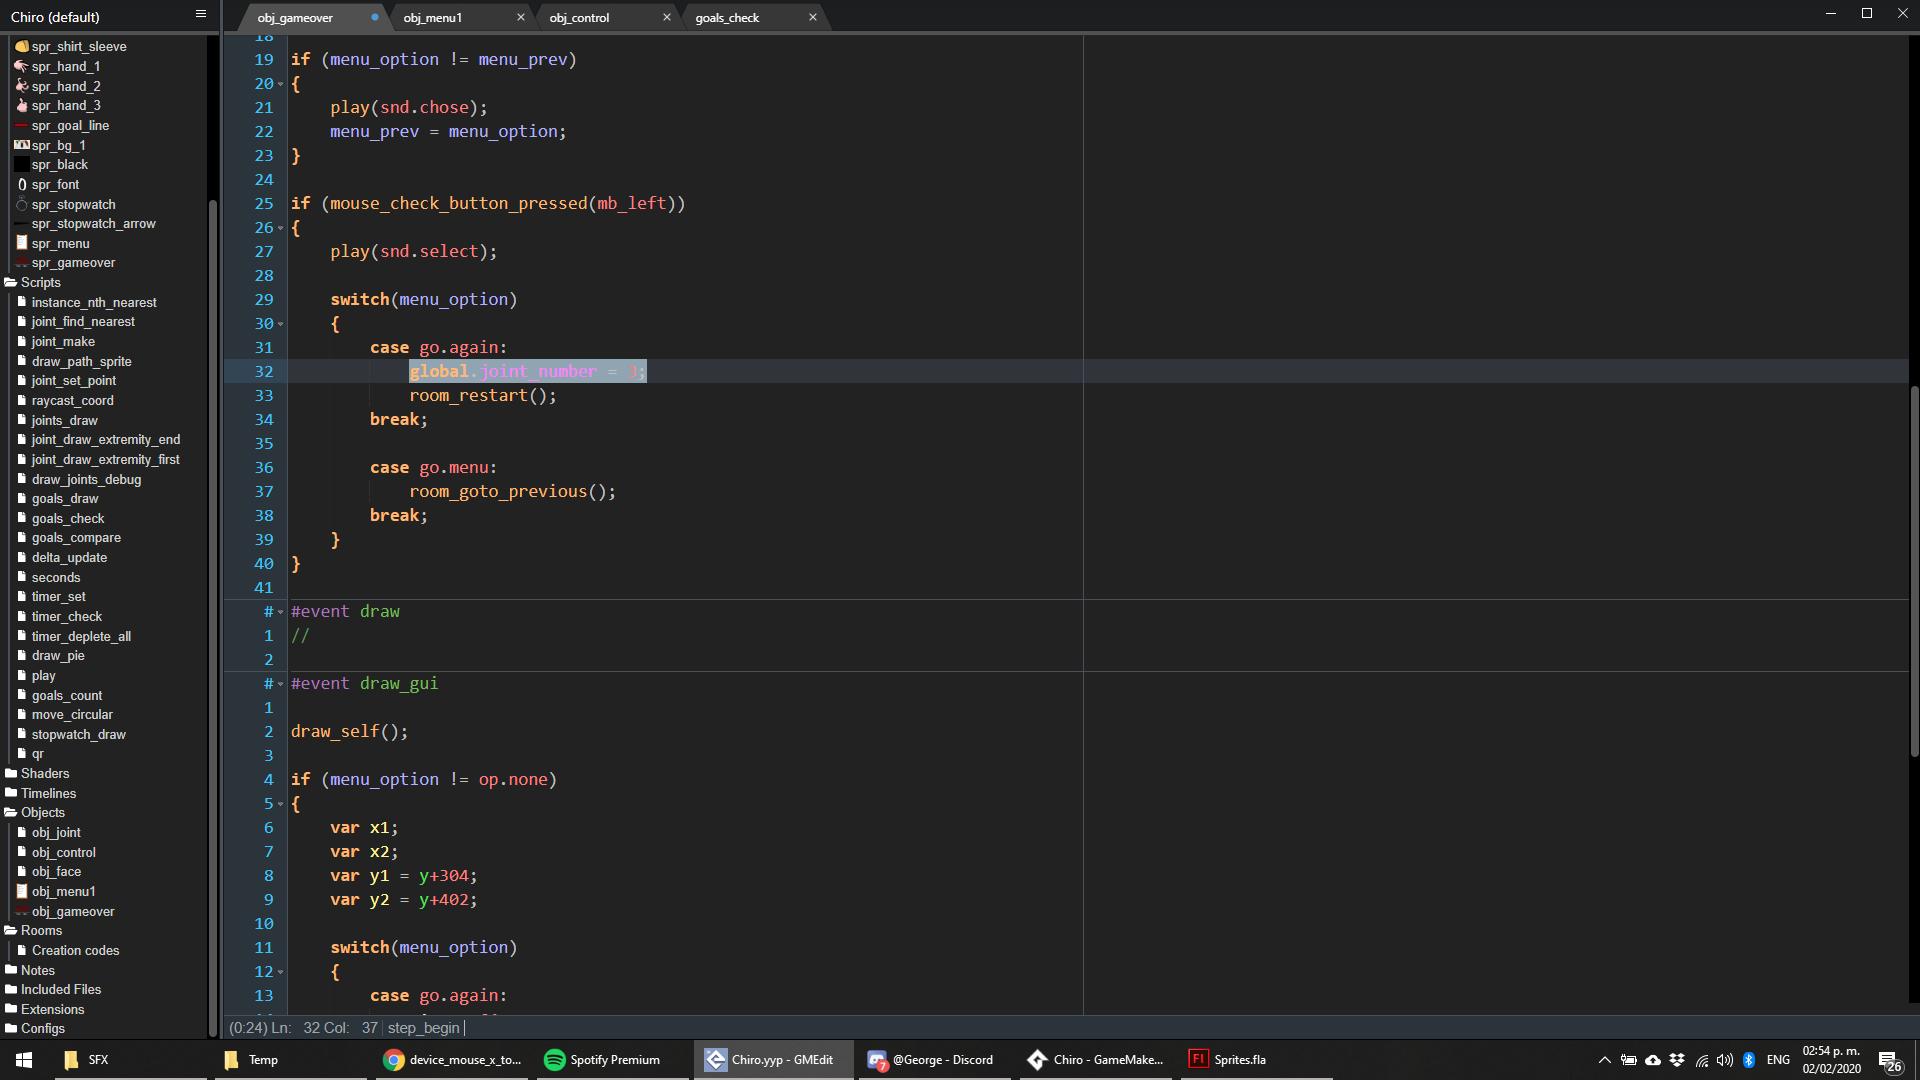 Chiro (default)
obj_gameover
obj_menu1
obj_control
goals_check
spr_shirt_sleeve
spr_hand_1
spr_hand_2
spr_hand_3
spr_goal_line
spr_bg_1
spr_black
spr_font
spr_stopwatch
spr_stopwatch_arrow
spr_menu
spr_gameover
Scripts
instance_nth_nearest
joint_find_nearest
joint_make
draw_path_sprite
joint_set_point
raycast_coord
joints_draw
joint_draw_extremity_end
joint_draw_extremity_first
draw_joints_debug
goals_draw
goals_check
goals_compare
delta_update
seconds
timer_set
timer_check
timer_deplete_all
draw_pie
play
goals_count
move_circular
stopwatch_draw
qr
Shaders
Timelines
Objects
obj_joint
obj_control
obj_face
obj_menu1
obj_gameover
Rooms
Creation codes
Notes
Included Files
Extensions
Configs
18
19 if (menu_option != menu_prev)
20 {
21 play(snd.chose);
22 menu_prev = menu_option;
23 }
24
25 if (mouse_check_button_pressed(mb_left))
26 {
27 play(snd.select);
28
29 switch(menu_option)
30 {
31 case go.again:
32 global.joint_number = 3;
33 room_restart();
34 break;
35
36 case go.menu:
37 room_goto_previous();
38 break;
39 }
40 }
41
# #event draw
1 //
2
# #event draw_gui
1
2 draw_self();
3
4 if (menu_option != op.none)
5 {
6 var x1;
7 var x2;
8 var y1 = y+304;
9 var y2 = y+402;
10
11 switch(menu_option)
12 {
13 case go.again:
(0:24) Ln: 32 Col: 37 step_begin
SFX
Temp
device_mouse_x_to...
Spotify Premium
Chiro.yyp - GMEdit
7
@George - Discord
Chiro - GameMake...
Fl
Sprites.fla
ENG
02:54 p. m.
02/02/2020
26